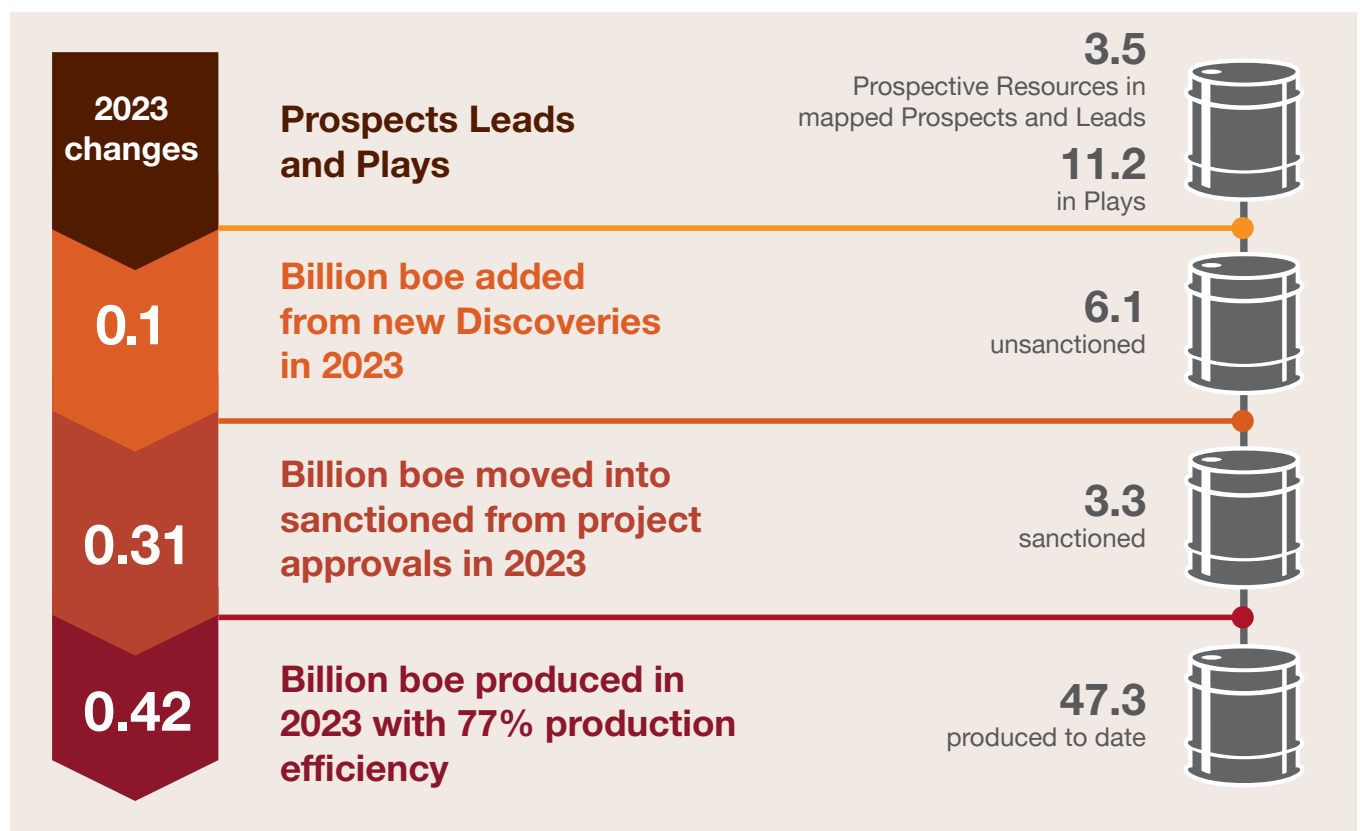 2023
changes
Prospects Leads
and Plays
3.5
Prospective Resources in
mapped Prospects and Leads
11.2
in Plays
0.1
Billion boe added
from new Discoveries
in 2023
6.1
unsanctioned
0.31
Billion boe moved into
sanctioned from project
approvals in 2023
3.3
sanctioned
0.42
Billion boe produced in
2023 with 77% production
efficiency
47.3
produced to date